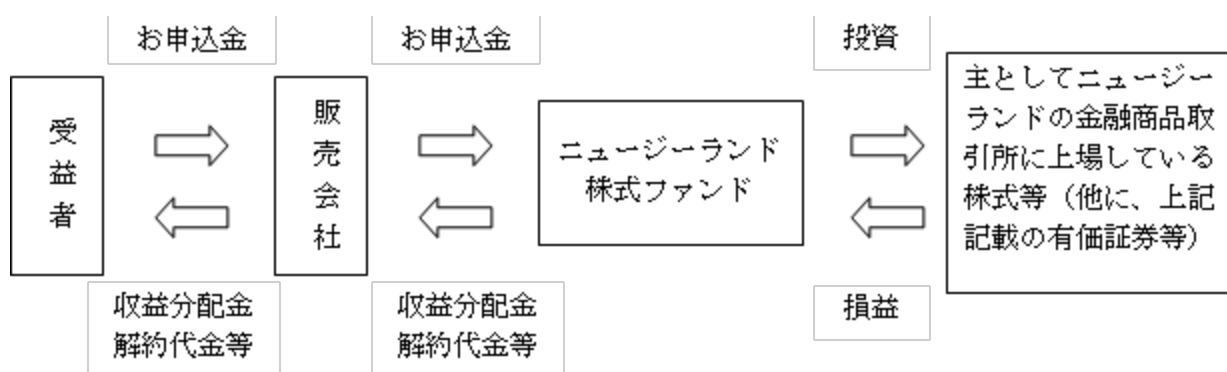 お申込金
お申込金
投資
受益者
販売会社
ニュージーランド
株式ファンド
主としてニュージー
ランドの金融商品取
引所に上場している
株式等（他に、上記
記載の有価証券等）
収益分配金
解約代金等
収益分配金
解約代金等
損益